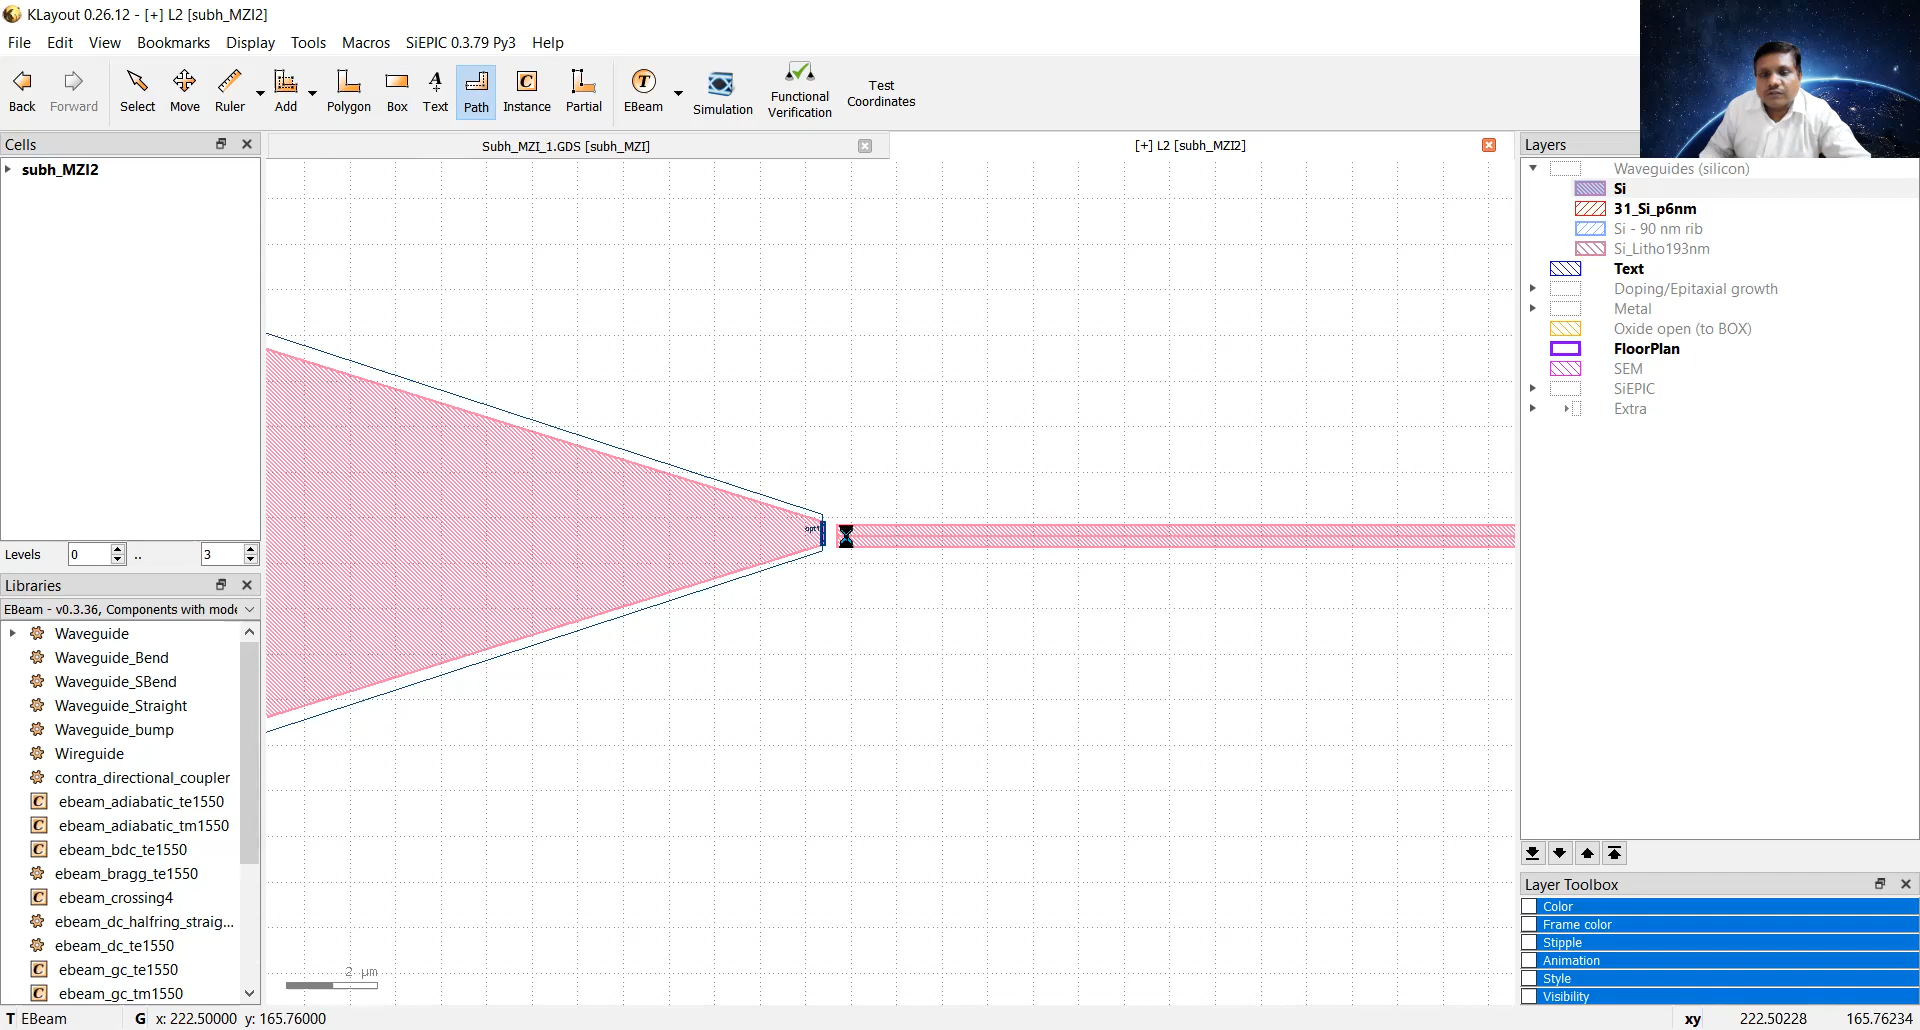 KLayout 0.26.12 - [+] L2 [subh_MZI2]
File Edit View Bookmarks Display Tools Macros SiEPIC 0.3.79 Py3 Help
Back Forward Select Move Ruler Add Polygon Box Text Path Instance Partial EBeam Simulation Functional Verification Test Coordinates
Cells
subh_MZI2
Levels 0 .. 3
Libraries
EBeam - v0.3.36, Components with mode
Waveguide
Waveguide_Bend
Waveguide_SBend
Waveguide_Straight
Waveguide_bump
Wireguide
contra_directional_coupler
ebeam_adiabatic_te1550
ebeam_adiabatic_tm1550
ebeam_bdc_te1550
ebeam_bragg_te1550
ebeam_crossing4
ebeam_dc_halfring_straig...
ebeam_dc_te1550
ebeam_gc_te1550
ebeam_gc_tm1550
Subh_MZI_1.GDS [subh_MZI]
[+] L2 [subh_MZI2]
2 µm
Layers
Waveguides (silicon)
Si
31_Si_p6nm
Si - 90 nm rib
Si_Litho193nm
Text
Doping/Epitaxial growth
Metal
Oxide open (to BOX)
FloorPlan
SEM
SiEPIC
Extra
Layer Toolbox
Color
Frame color
Stipple
Animation
Style
Visibility
T EBeam G x: 222.50000 y: 165.76000 xy 222.50228 165.76234